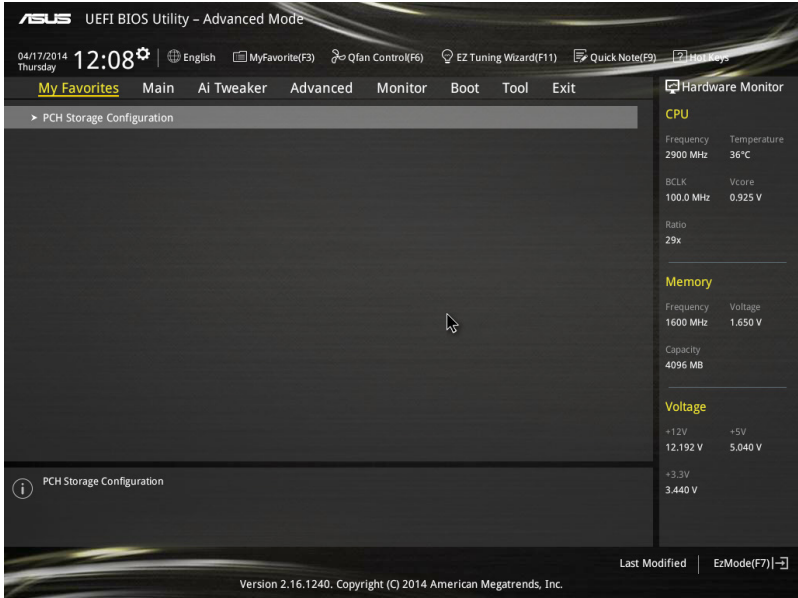 ASUS UEFI BIOS Utility – Advanced Mode
04/17/2014 Thursday 12:08 English MyFavorite(F3) Qfan Control(F6) EZ Tuning Wizard(F11) Quick Note(F9) ? Hot Keys
My Favorites Main Ai Tweaker Advanced Monitor Boot Tool Exit
PCH Storage Configuration
PCH Storage Configuration
Hardware Monitor
CPU
Frequency Temperature
2900 MHz 36°C
BCLK Vcore
100.0 MHz 0.925 V
Ratio
29x
Memory
Frequency Voltage
1600 MHz 1.650 V
Capacity
4096 MB
Voltage
+12V +5V
12.192 V 5.040 V
+3.3V
3.440 V
Last Modified EzMode(F7)
Version 2.16.1240. Copyright (C) 2014 American Megatrends, Inc.